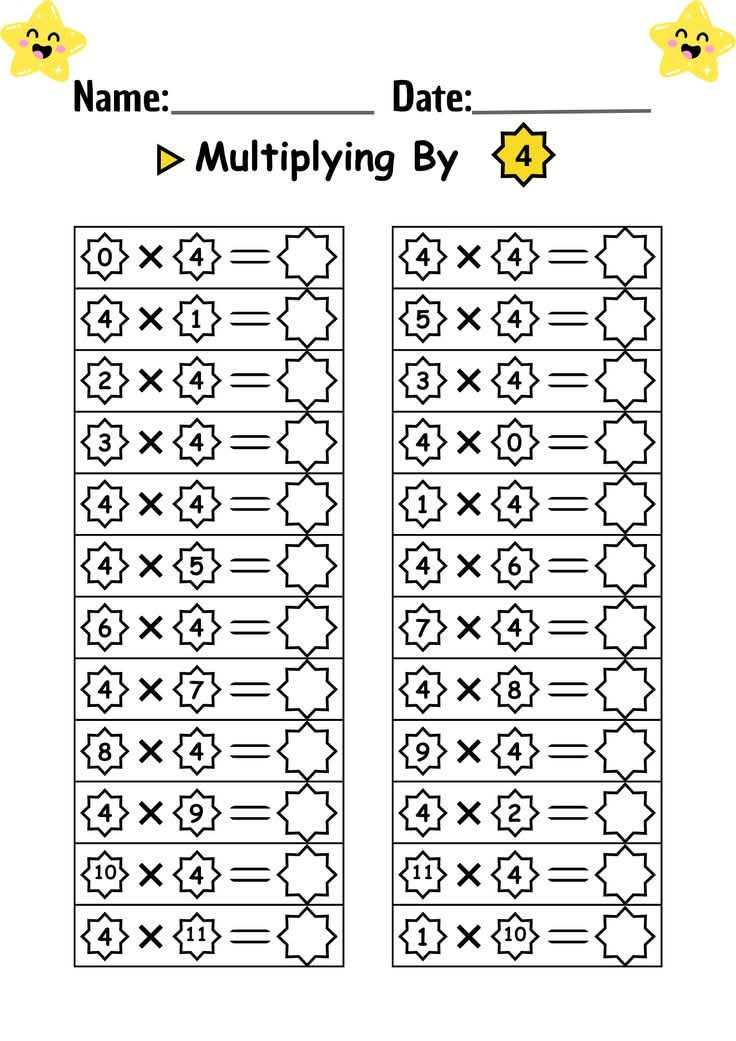 Name:__________ Date:__________
Multiplying By 4
0 × 4 =
4 × 1 =
2 × 4 =
3 × 4 =
4 × 4 =
4 × 5 =
6 × 4 =
4 × 7 =
8 × 4 =
4 × 9 =
10 × 4 =
4 × 11 =
4 × 4 =
5 × 4 =
3 × 4 =
4 × 0 =
1 × 4 =
4 × 6 =
7 × 4 =
4 × 8 =
9 × 4 =
4 × 2 =
11 × 4 =
1 × 10 =